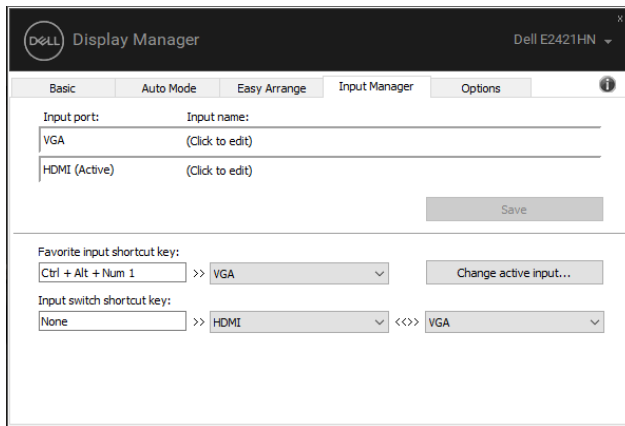 x
DELL Display Manager Dell E2421HN
Basic Auto Mode Easy Arrange Input Manager Options i
Input port: Input name:
VGA (Click to edit)
HDMI (Active) (Click to edit)
Save
Favorite input shortcut key:
Ctrl + Alt + Num 1 >> VGA Change active input...
Input switch shortcut key:
None >> HDMI <<>> VGA